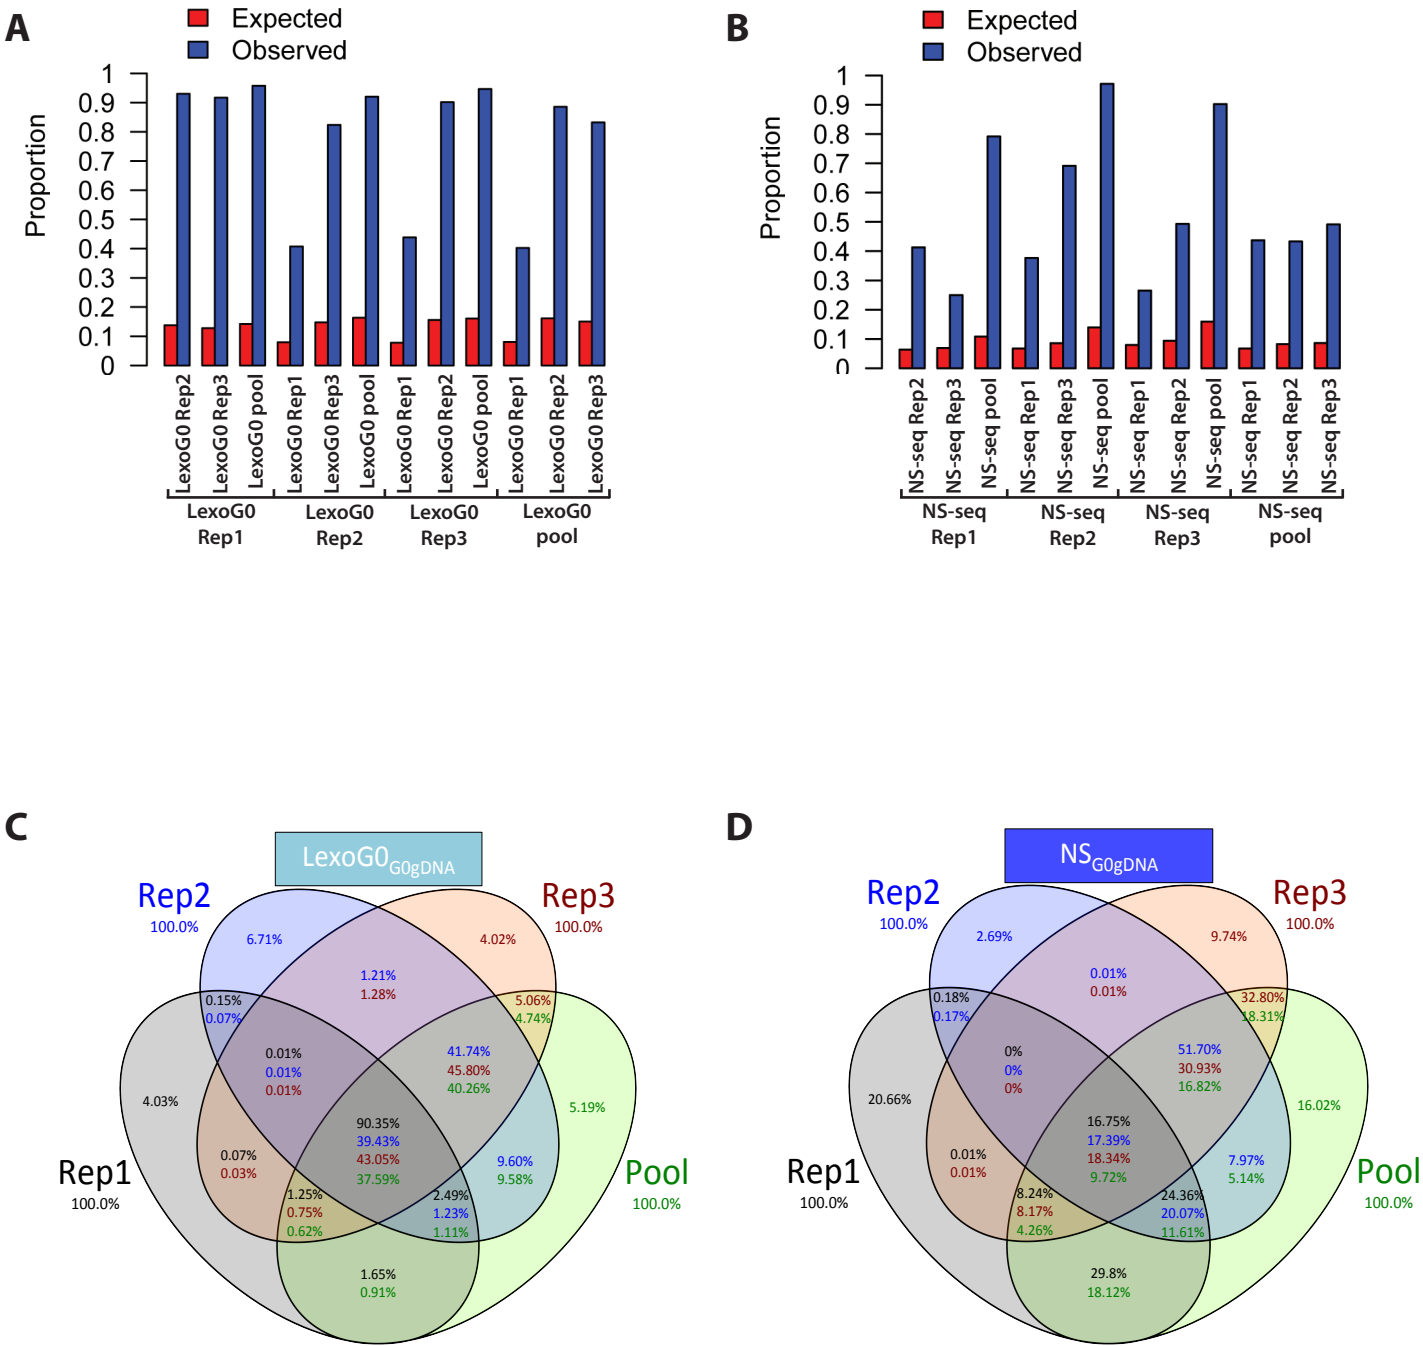 A
Expected
Observed
Proportion
1
0.9
0.8
0.7
0.6
0.5
0.4
0.3
0.2
0.1
0
LexoG0 Rep2
LexoG0 Rep3
LexoG0 pool
LexoG0 Rep1
LexoG0 Rep3
LexoG0 pool
LexoG0 Rep1
LexoG0 Rep2
LexoG0 pool
LexoG0 Rep1
LexoG0 Rep2
LexoG0 Rep3
LexoG0
Rep1
LexoG0
Rep2
LexoG0
Rep3
LexoG0
pool
B
Expected
Observed
Proportion
1
0.9
0.8
0.7
0.6
0.5
0.4
0.3
0.2
0.1
0
NS-seq Rep2
NS-seq Rep3
NS-seq pool
NS-seq Rep1
NS-seq Rep3
NS-seq pool
NS-seq Rep1
NS-seq Rep2
NS-seq pool
NS-seq Rep1
NS-seq Rep2
NS-seq Rep3
NS-seq
Rep1
NS-seq
Rep2
NS-seq
Rep3
NS-seq
pool
C
LexoG0G0gDNA
Rep2
100.0%
Rep3
100.0%
6.71%
4.02%
1.21%
1.28%
0.15%
0.07%
5.06%
4.74%
0.01%
0.01%
0.01%
41.74%
45.80%
40.26%
4.03%
5.19%
90.35%
39.43%
43.05%
37.59%
0.07%
0.03%
9.60%
9.58%
Rep1
100.0%
Pool
100.0%
1.25%
0.75%
0.62%
2.49%
1.23%
1.11%
1.65%
0.91%
D
NSG0gDNA
Rep2
100.0%
Rep3
100.0%
2.69%
9.74%
0.01%
0.01%
0.18%
0.17%
32.80%
18.31%
0%
0%
0%
51.70%
30.93%
16.82%
20.66%
16.02%
16.75%
17.39%
18.34%
9.72%
0.01%
0.01%
7.97%
5.14%
Rep1
100.0%
Pool
100.0%
8.24%
8.17%
4.26%
24.36%
20.07%
11.61%
29.8%
18.12%